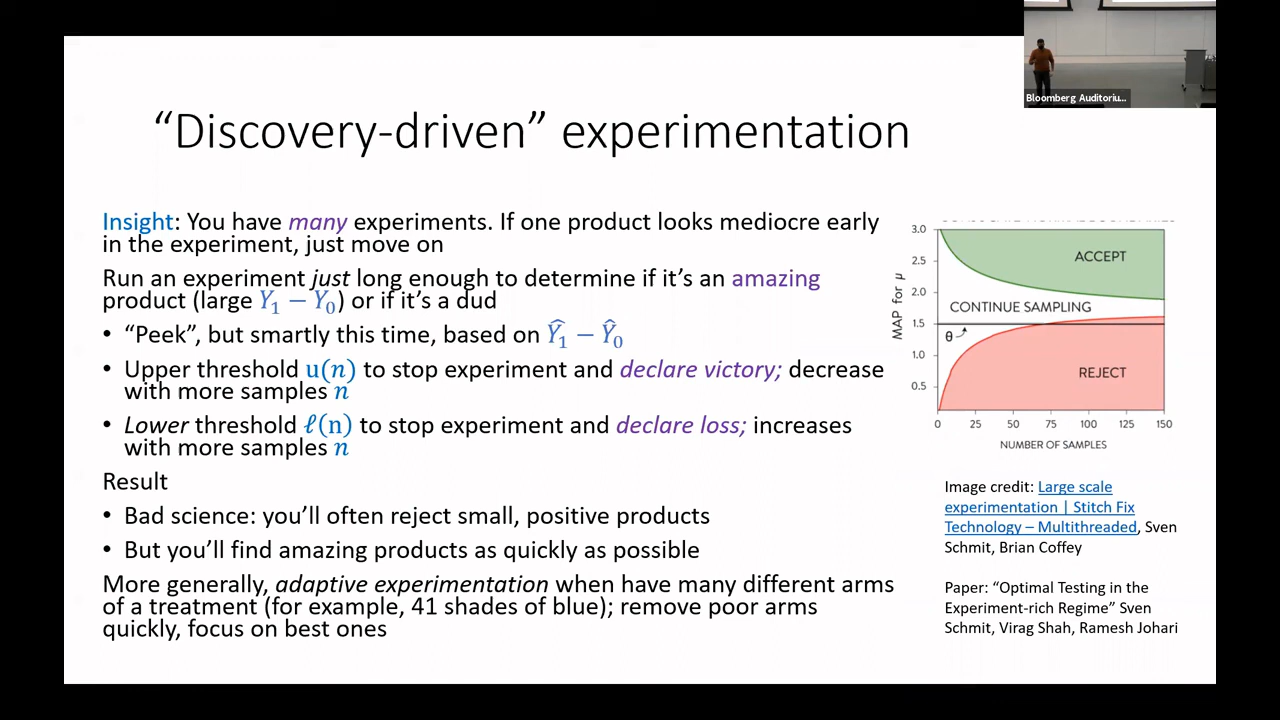 Bloomberg Auditoriu...
“Discovery-driven” experimentation
Insight: You have many experiments. If one product looks mediocre early
in the experiment, just move on
Run an experiment just long enough to determine if it’s an amazing
product (large Y₁ − Y₀) or if it’s a dud
• “Peek”, but smartly this time, based on Ŷ₁ − Ŷ₀
• Upper threshold u(n) to stop experiment and declare victory; decrease
with more samples n
• Lower threshold ℓ(n) to stop experiment and declare loss; increases
with more samples n
Result
• Bad science: you’ll often reject small, positive products
• But you’ll find amazing products as quickly as possible
More generally, adaptive experimentation when have many different arms
of a treatment (for example, 41 shades of blue); remove poor arms
quickly, focus on best ones
MAP for μ
3.0
2.5
2.0
1.5
1.0
0.5
ACCEPT
CONTINUE SAMPLING
θ
REJECT
0 25 50 75 100 125 150
NUMBER OF SAMPLES
Image credit: Large scale
experimentation | Stitch Fix
Technology – Multithreaded, Sven
Schmit, Brian Coffey
Paper: “Optimal Testing in the
Experiment-rich Regime” Sven
Schmit, Virag Shah, Ramesh Johari